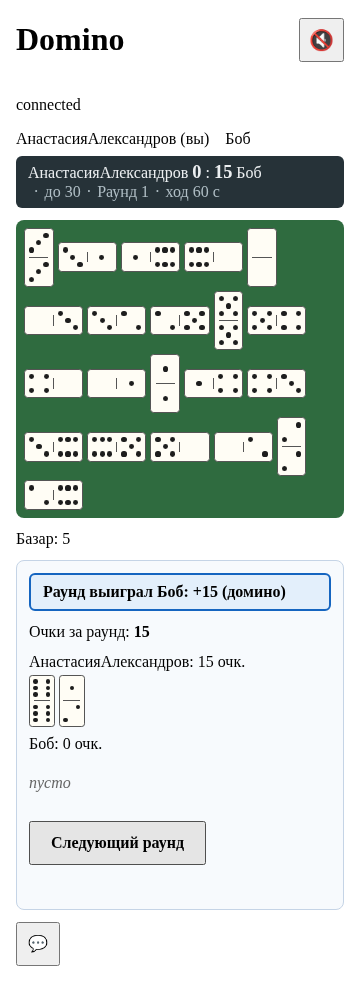 Domino
connected
АнастасияАлександров (вы) Боб
АнастасияАлександров 0 : 15 Боб
· до 30 · Раунд 1 · ход 60 с
Базар: 5
Раунд выиграл Боб: +15 (домино)
Очки за раунд: 15
АнастасияАлександров: 15 очк.
Боб: 0 очк.
пусто
Следующий раунд